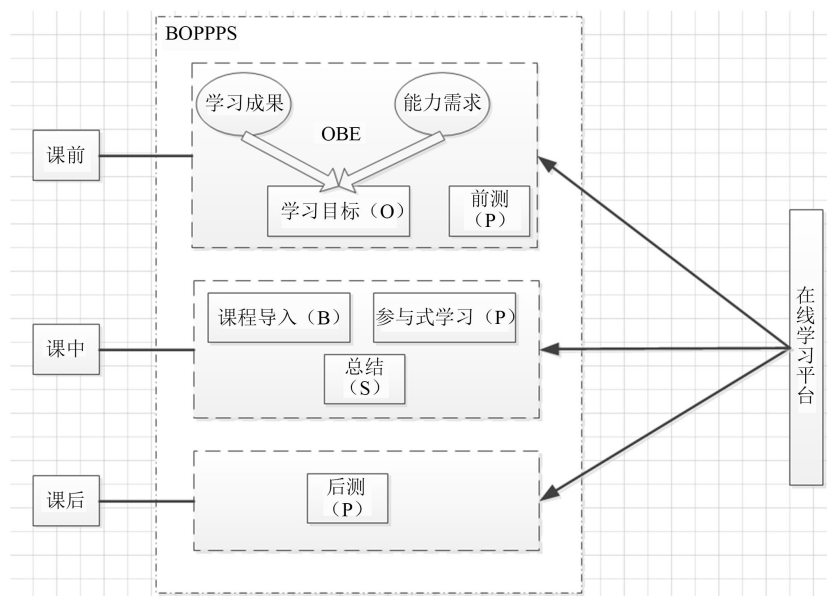 BOPPPS
学习成果
能力需求
OBE
课前
学习目标（O）
前测
（P）
课程导入（B）
参与式学习（P）
课中
总结
（S）
课后
后测
（P）
在线学习平台